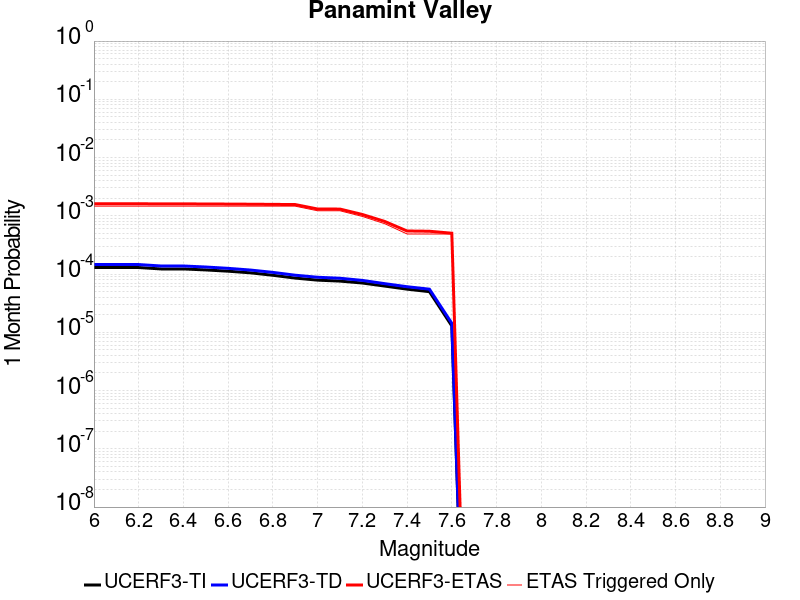 Panamint Valley
10^0
10^-1
10^-2
10^-3
10^-4
10^-5
10^-6
10^-7
10^-8
1 Month Probability
6 6.2 6.4 6.6 6.8 7 7.2 7.4 7.6 7.8 8 8.2 8.4 8.6 8.8 9
Magnitude
UCERF3-TI UCERF3-TD UCERF3-ETAS ETAS Triggered Only